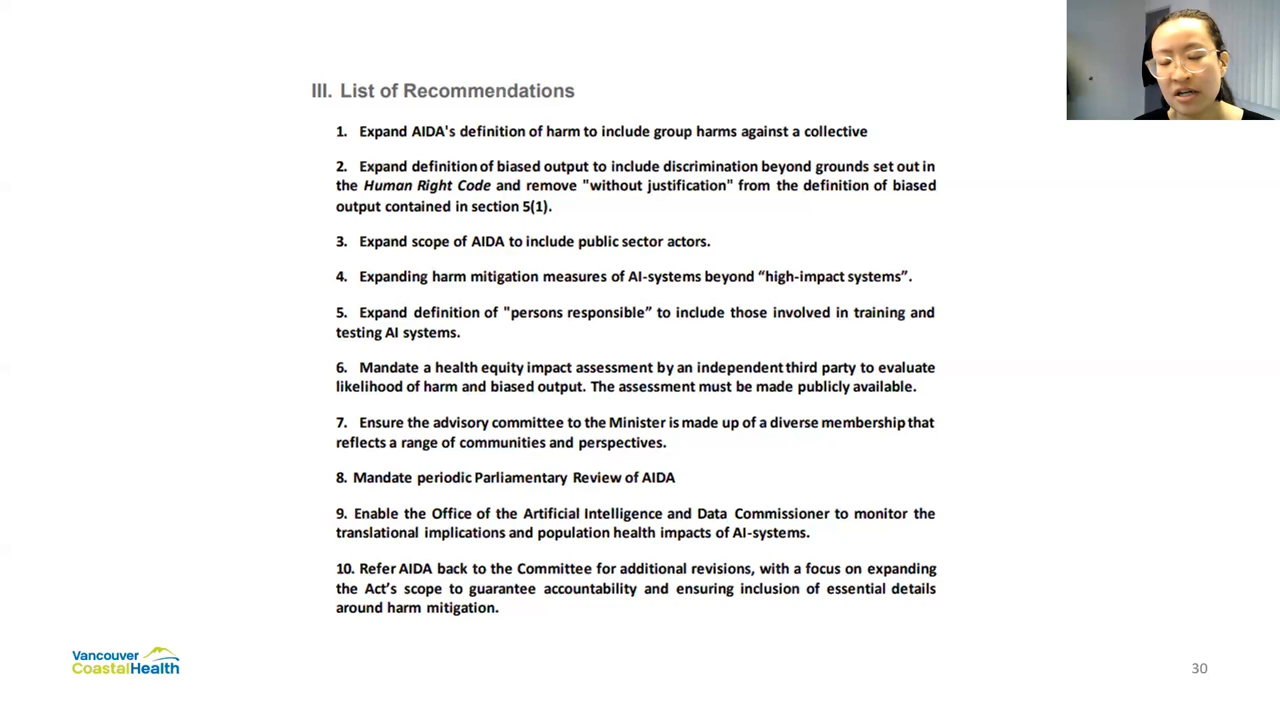 III. List of Recommendations
1. Expand AIDA's definition of harm to include group harms against a collective
2. Expand definition of biased output to include discrimination beyond grounds set out in
the Human Right Code and remove "without justification" from the definition of biased
output contained in section 5(1).
3. Expand scope of AIDA to include public sector actors.
4. Expanding harm mitigation measures of AI-systems beyond “high-impact systems”.
5. Expand definition of "persons responsible” to include those involved in training and
testing AI systems.
6. Mandate a health equity impact assessment by an independent third party to evaluate
likelihood of harm and biased output. The assessment must be made publicly available.
7. Ensure the advisory committee to the Minister is made up of a diverse membership that
reflects a range of communities and perspectives.
8. Mandate periodic Parliamentary Review of AIDA
9. Enable the Office of the Artificial Intelligence and Data Commissioner to monitor the
translational implications and population health impacts of AI-systems.
10. Refer AIDA back to the Committee for additional revisions, with a focus on expanding
the Act’s scope to guarantee accountability and ensuring inclusion of essential details
around harm mitigation.
Vancouver
CoastalHealth
30